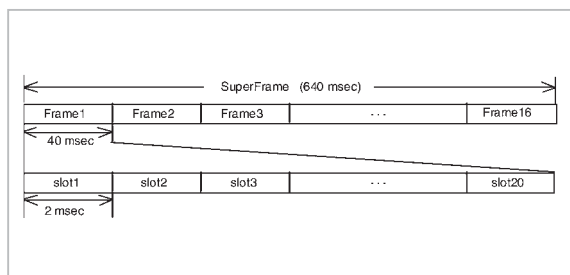 SuperFrame (640 msec)
Frame1 Frame2 Frame3 ... Frame16
40 msec
slot1 slot2 slot3 ... slot20
2 msec